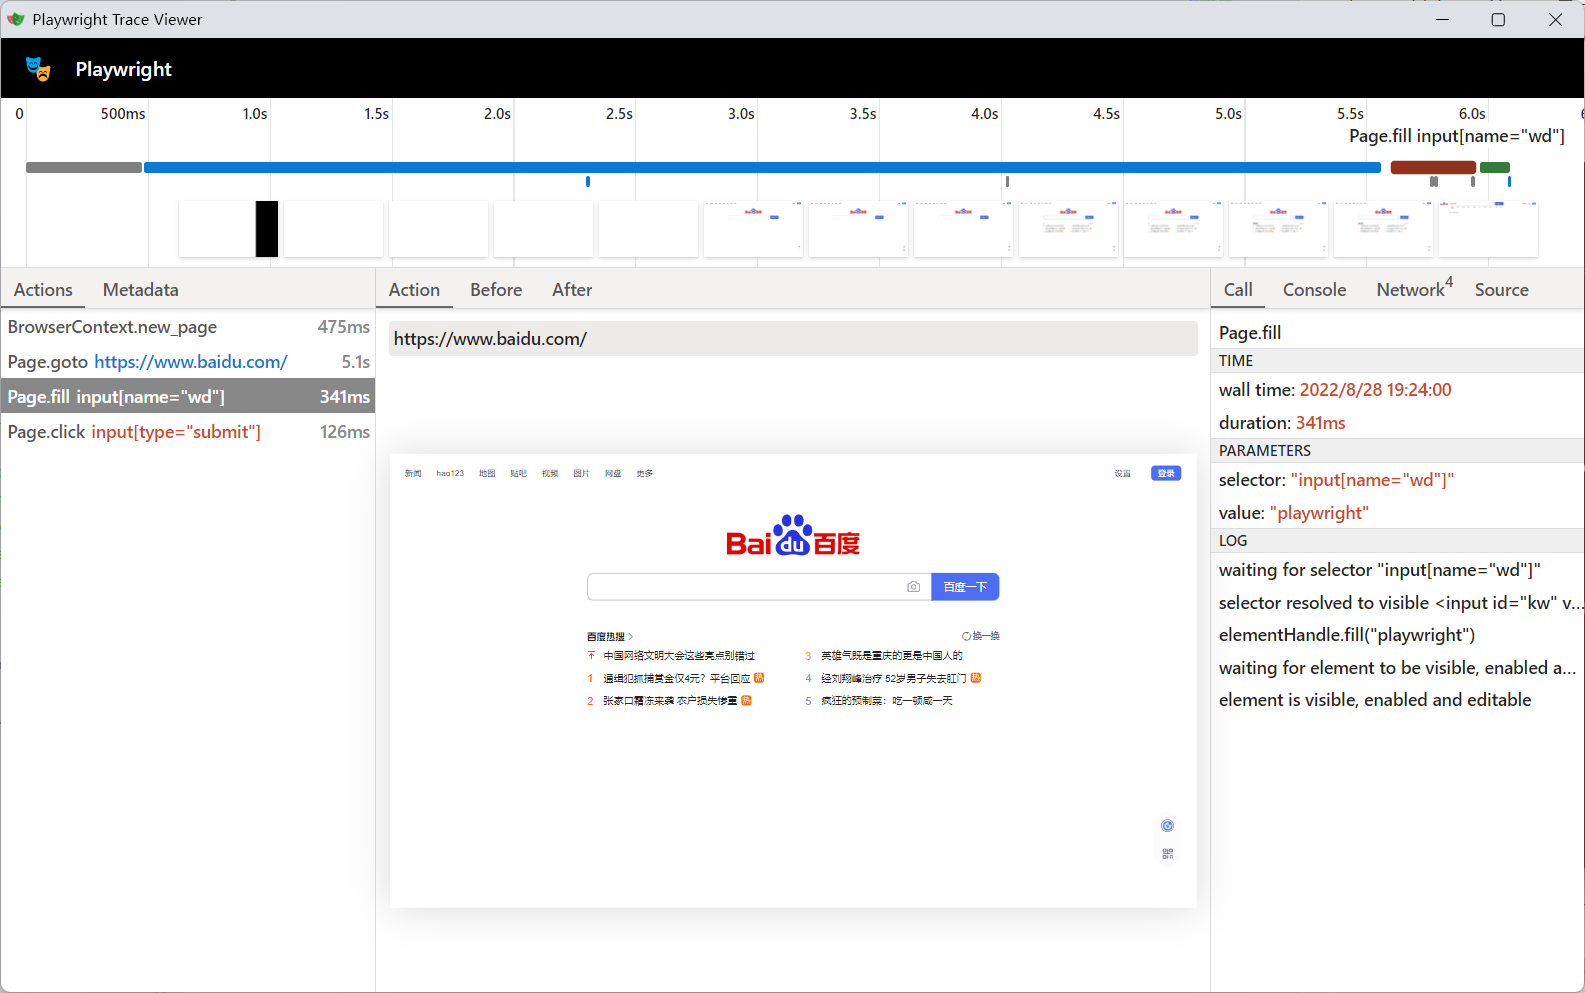 Playwright Trace Viewer
Playwright
0 500ms 1.0s 1.5s 2.0s 2.5s 3.0s 3.5s 4.0s 4.5s 5.0s 5.5s 6.0s
Page.fill input[name="wd"]
Actions Metadata
BrowserContext.new_page 475ms
Page.goto https://www.baidu.com/ 5.1s
Page.fill input[name="wd"] 341ms
Page.click input[type="submit"] 126ms
Action Before After
https://www.baidu.com/
新闻 hao123 地图 贴吧 视频 图片 网盘 更多 设置 登录
Bai du 百度
百度一下
百度热搜 换一换
中国网络文明大会这些亮点别错过
1 通缉犯抓捕赏金仅4元？平台回应 热
2 张家口霜冻来袭 农户损失惨重 热
3 英雄气既是重庆的更是中国人的
4 经刘翔峰治疗 52岁男子失去肛门 热
5 疯狂的预制菜：吃一顿咸一天
Call Console Network 4 Source
Page.fill
TIME
wall time: 2022/8/28 19:24:00
duration: 341ms
PARAMETERS
selector: "input[name="wd"]"
value: "playwright"
LOG
waiting for selector "input[name="wd"]"
selector resolved to visible <input id="kw" v...
elementHandle.fill("playwright")
waiting for element to be visible, enabled a...
element is visible, enabled and editable